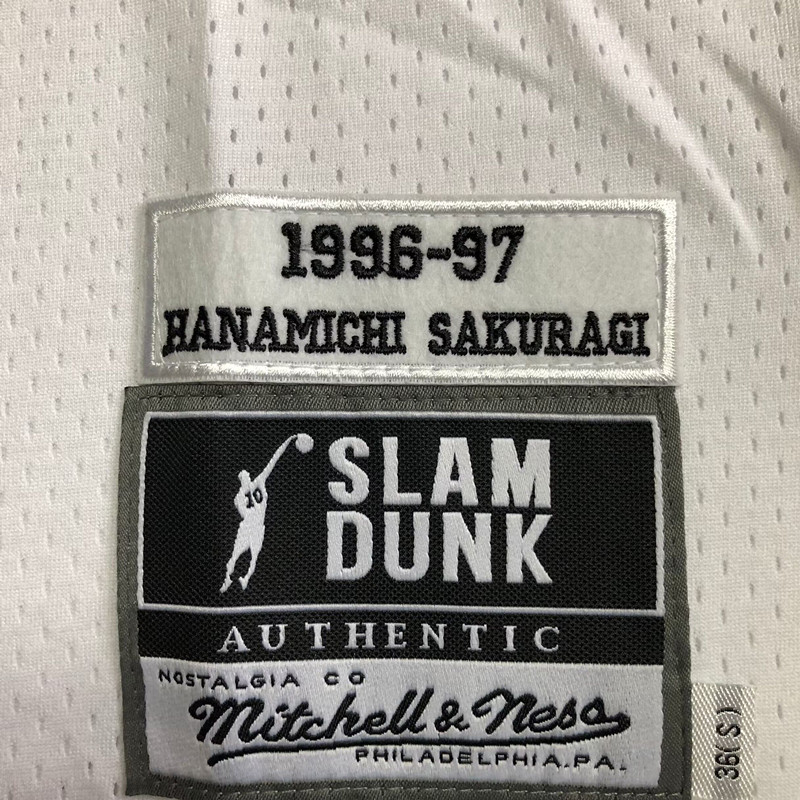 1996-97
HANAMICHI SAKURAGI
10
SLAM
DUNK
AUTHENTIC
NOSTALGIA CO
Mitchell & Ness
PHILADELPHIA.PA.
36(S)